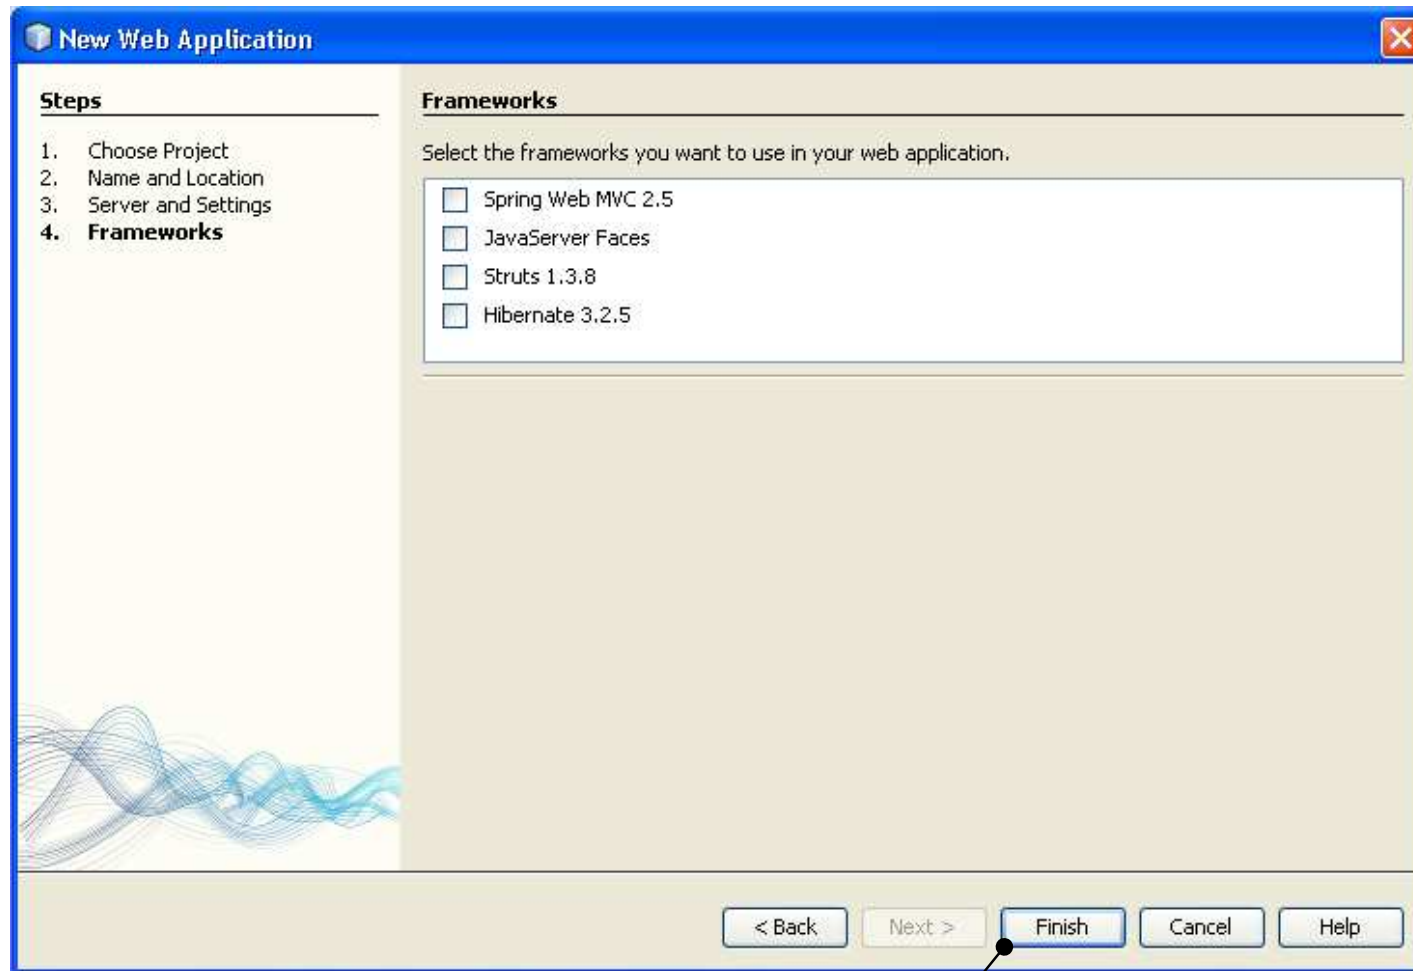 New Web Application
Steps
1. Choose Project
2. Name and Location
3. Server and Settings
4. Frameworks
Frameworks
Select the frameworks you want to use in your web application.
Spring Web MVC 2.5
JavaServer Faces
Struts 1.3.8
Hibernate 3.2.5
< Back Next > Finish Cancel Help